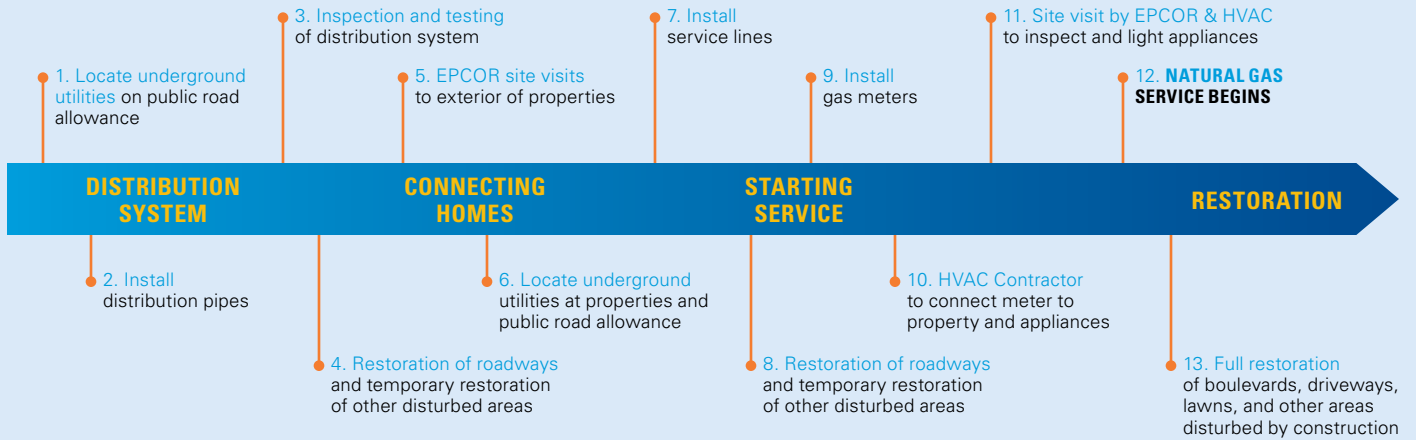 1. Locate underground
utilities on public road
allowance
3. Inspection and testing
of distribution system
5. EPCOR site visits
to exterior of properties
7. Install
service lines
9. Install
gas meters
11. Site visit by EPCOR & HVAC
to inspect and light appliances
12. NATURAL GAS
SERVICE BEGINS
DISTRIBUTION
SYSTEM
CONNECTING
HOMES
STARTING
SERVICE
RESTORATION
2. Install
distribution pipes
4. Restoration of roadways
and temporary restoration
of other disturbed areas
6. Locate underground
utilities at properties and
public road allowance
8. Restoration of roadways
and temporary restoration
of other disturbed areas
10. HVAC Contractor
to connect meter to
property and appliances
13. Full restoration
of boulevards, driveways,
lawns, and other areas
disturbed by construction